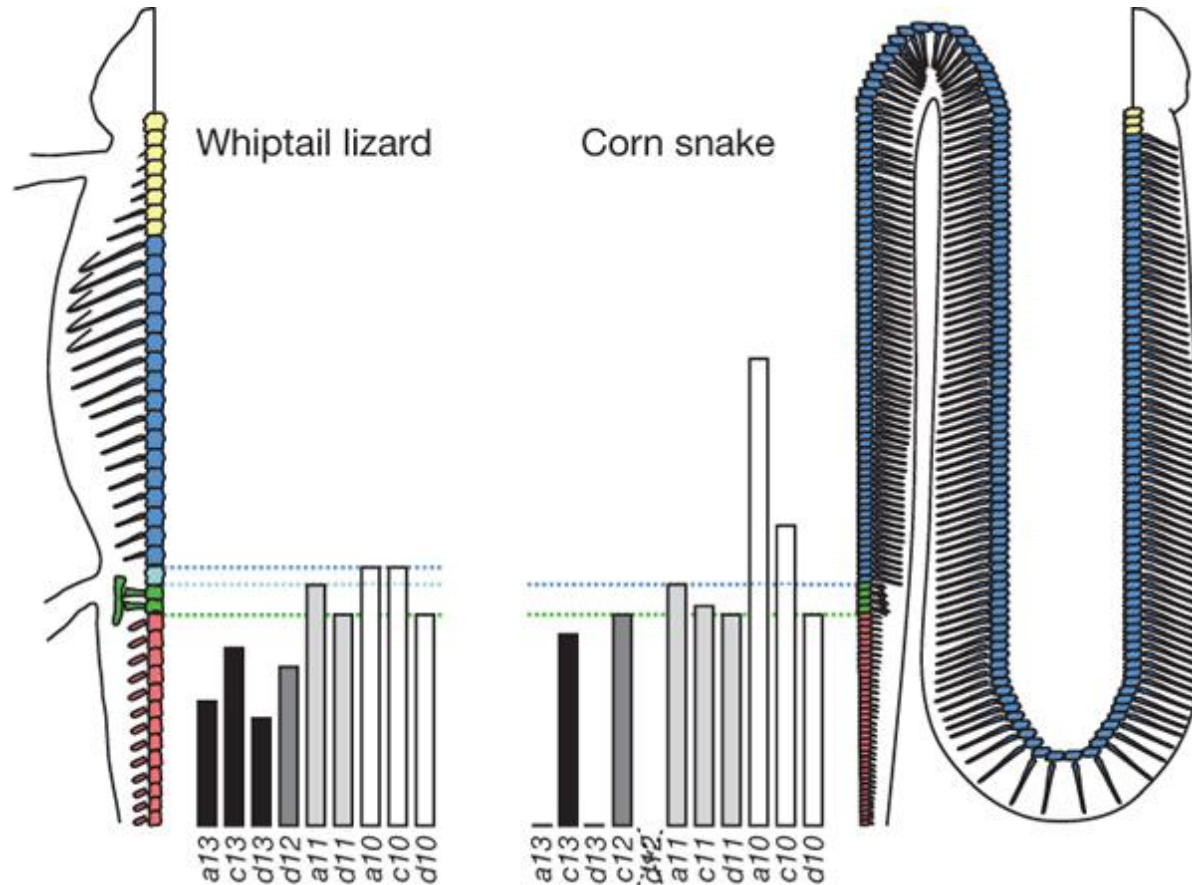 Whiptail lizard
Corn snake
a13 c13 d13 d12 a11 d11 a10 c10 d10
a13 c13 d13 c12 d12 a11 c11 d11 a10 c10 d10